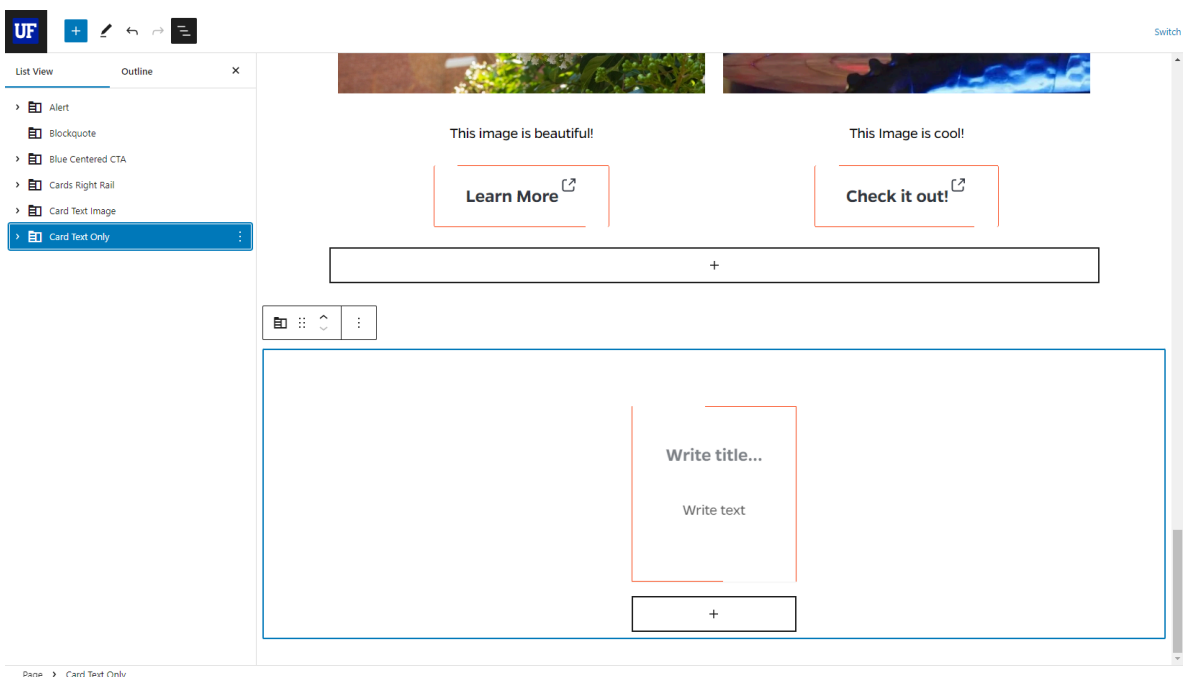 UF
Switch
List View
Outline
Alert
Blockquote
Blue Centered CTA
Cards Right Rail
Card Text Image
Card Text Only
This image is beautiful!
This Image is cool!
Learn More
Check it out!
Write title...
Write text
Page > Card Text Only